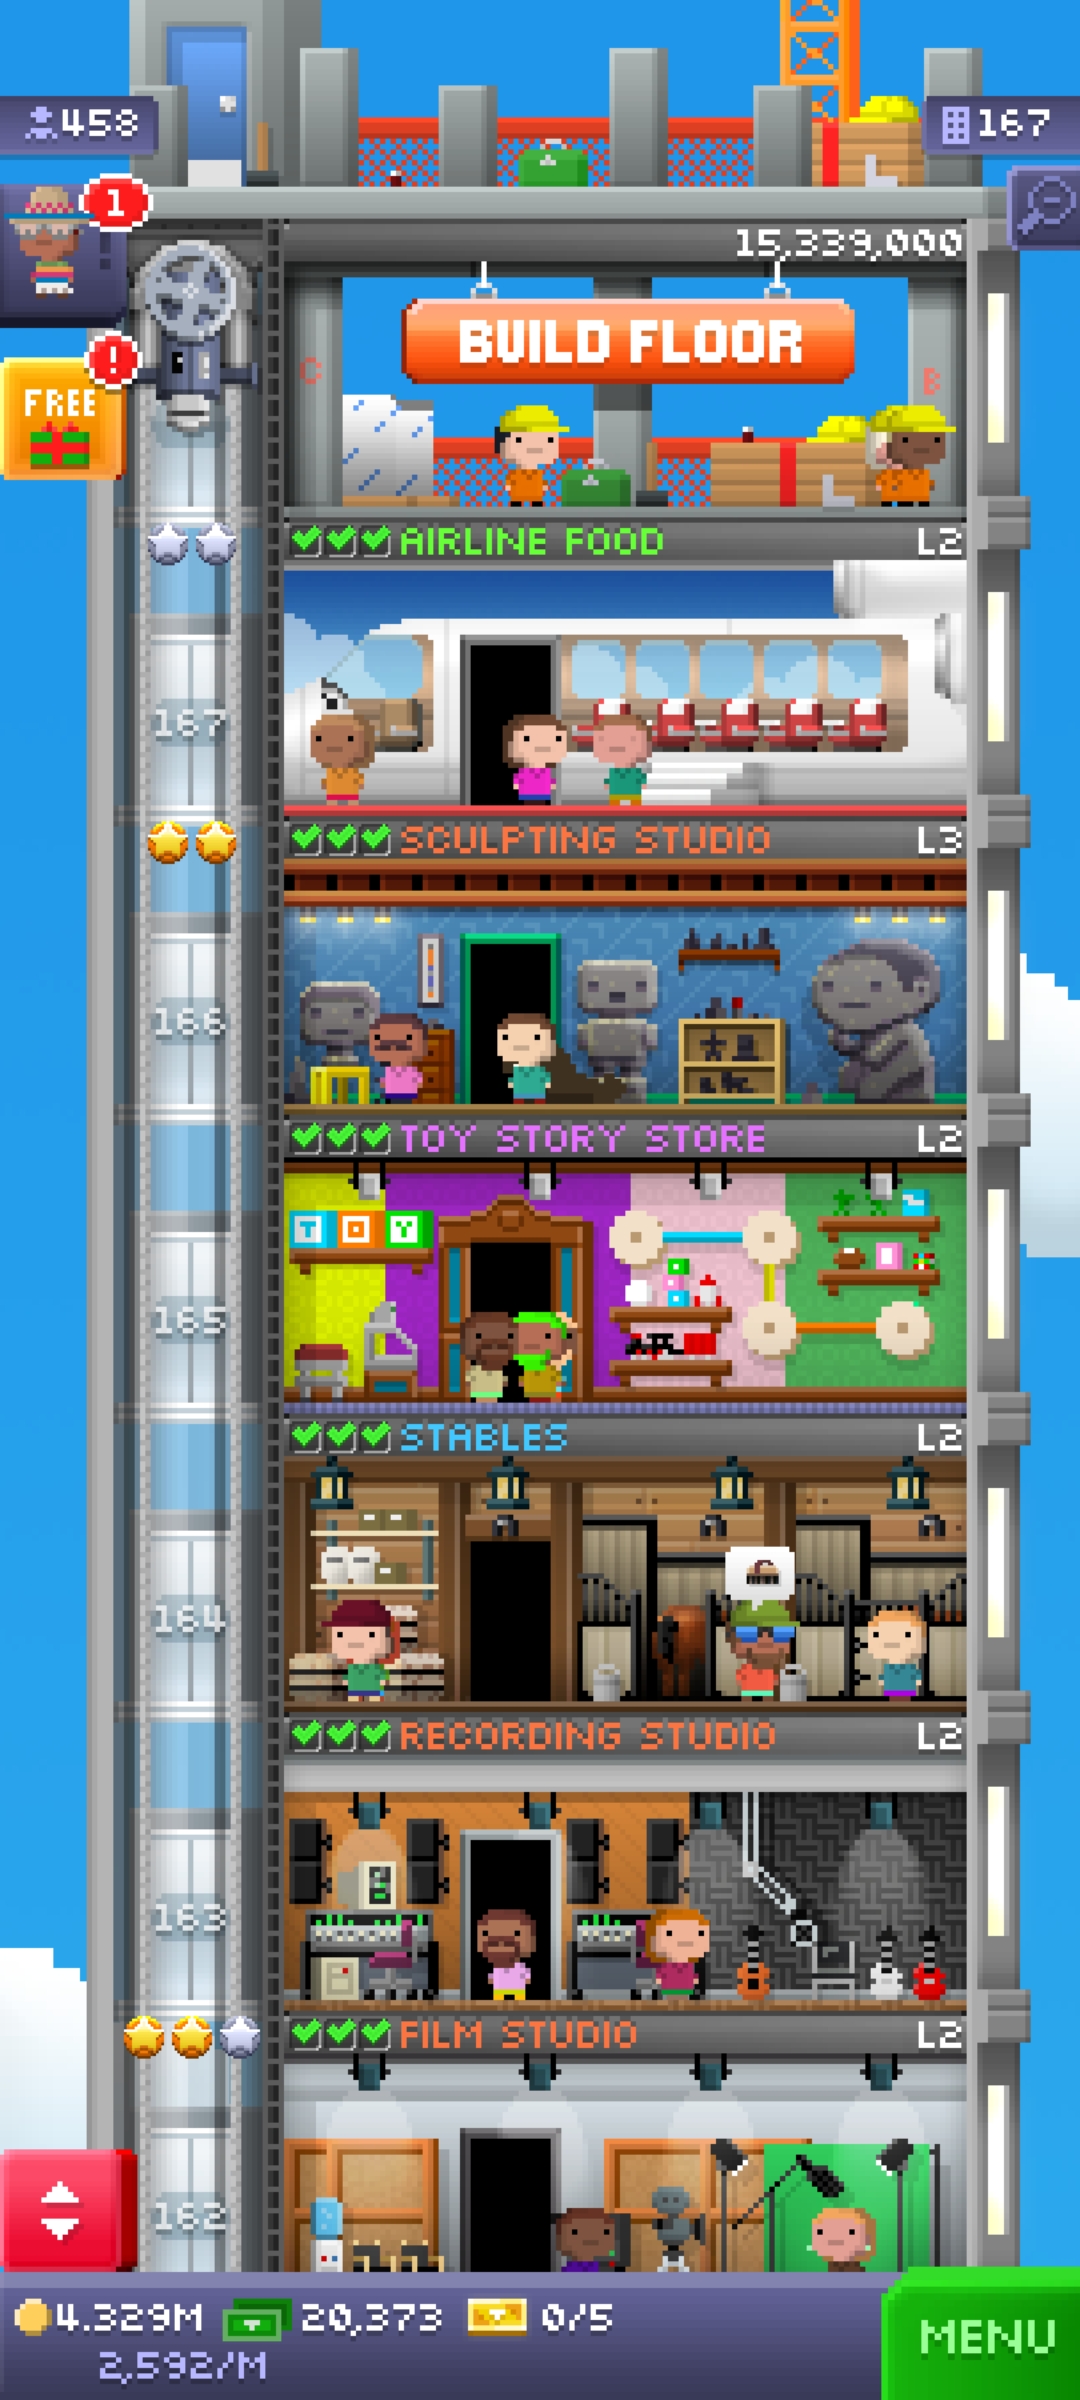 458
167
1
15,339,000
BUILD FLOOR
C
B
!
FREE
AIRLINE FOOD L2
167
SCULPTING STUDIO L3
166
TOY STORY STORE L2
TOY
165
STABLES L2
164
RECORDING STUDIO L2
163
FILM STUDIO L2
162
4.329M 20,373 0/5
2,592/M
MENU